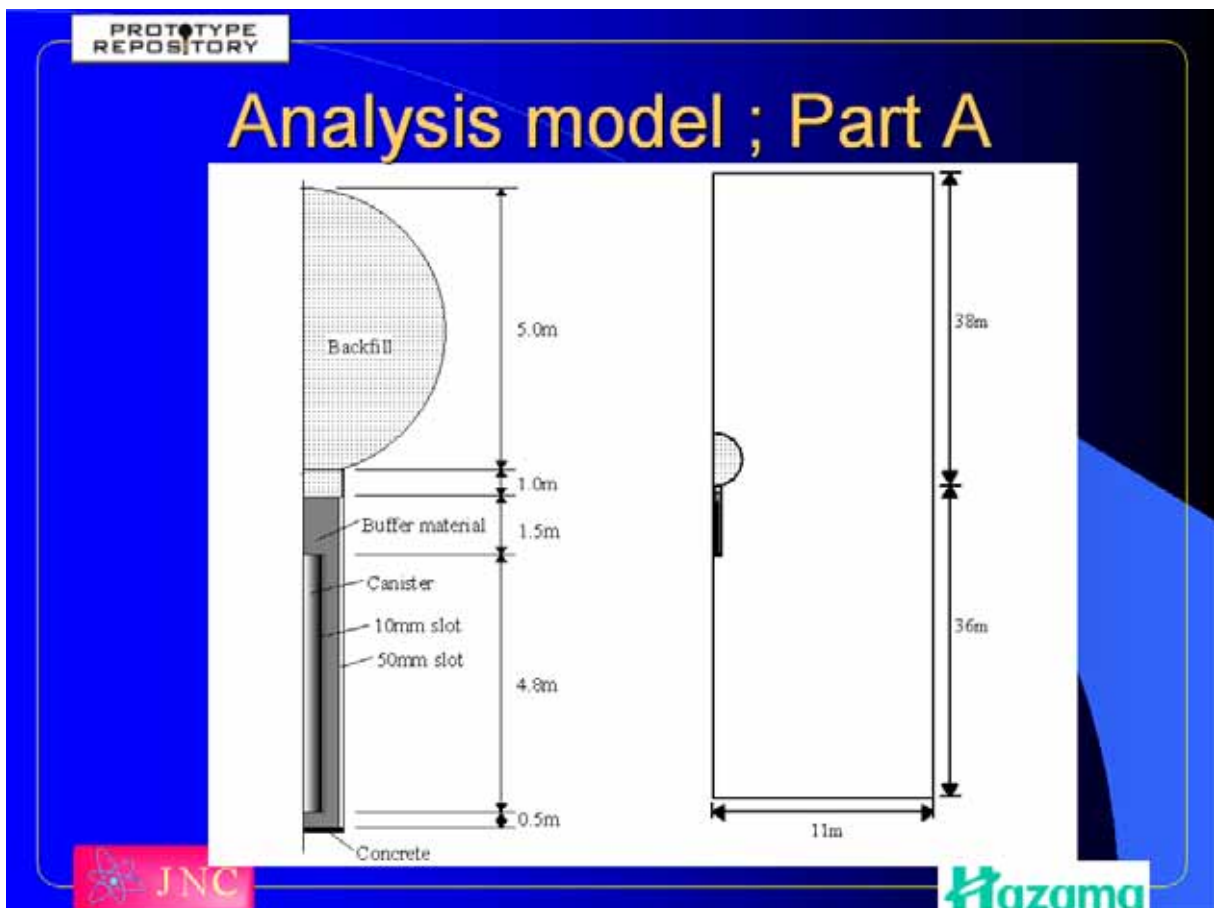 PROTOTYPE
REPOSITORY
Analysis model ; Part A
Backfill
5.0m
1.0m
Buffer material
1.5m
Canister
10mm slot
50mm slot
4.8m
0.5m
Concrete
38m
36m
11m
JNC
Hazama